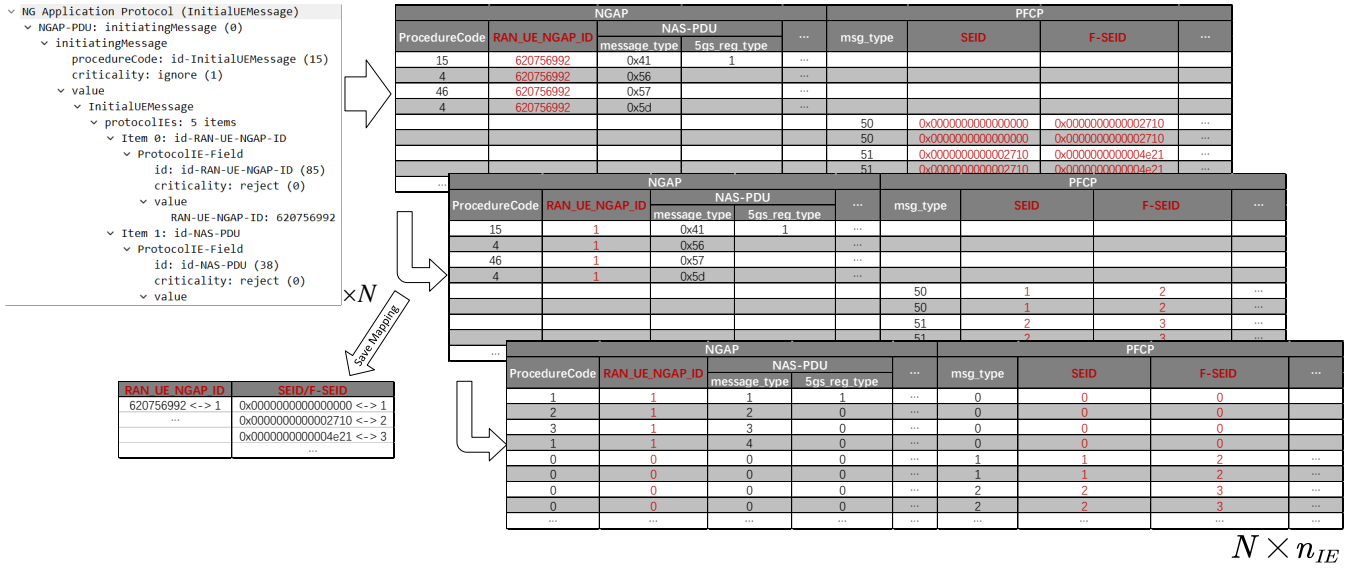 NG Application Protocol (InitialUEMessage)
NGAP-PDU: initiatingMessage (0)
initiatingMessage
procedureCode: id-InitialUEMessage (15)
criticality: ignore (1)
value
InitialUEMessage
protocolIEs: 5 items
Item 0: id-RAN-UE-NGAP-ID
ProtocolIE-Field
id: id-RAN-UE-NGAP-ID (85)
criticality: reject (0)
value
RAN-UE-NGAP-ID: 620756992
Item 1: id-NAS-PDU
ProtocolIE-Field
id: id-NAS-PDU (38)
criticality: reject (0)
value
×N
NGAP PFCP
ProcedureCode RAN_UE_NGAP_ID NAS-PDU ... msg_type SEID F-SEID ...
message_type 5gs_reg_type
15 620756992 0x41 1 ...
4 620756992 0x56 ...
46 620756992 0x57 ...
4 620756992 0x5d ...
50 0x0000000000000000 0x0000000000002710 ...
50 0x0000000000000000 0x0000000000002710 ...
51 0x0000000000002710 0x0000000000004e21 ...
51 0x0000000000002710 0x0000000000004e21 ...
...
NGAP PFCP
ProcedureCode RAN_UE_NGAP_ID NAS-PDU ... msg_type SEID F-SEID ...
message_type 5gs_reg_type
15 1 0x41 1 ...
4 1 0x56 ...
46 1 0x57 ...
4 1 0x5d ...
50 1 2 ...
50 1 2 ...
51 2 3 ...
51 2 3 ...
...
Save Mapping
RAN_UE_NGAP_ID SEID/F-SEID
620756992 <-> 1 0x0000000000000000 <-> 1
... 0x0000000000002710 <-> 2
0x0000000000004e21 <-> 3
...
NGAP PFCP
ProcedureCode RAN_UE_NGAP_ID NAS-PDU ... msg_type SEID F-SEID ...
message_type 5gs_reg_type
1 1 1 1 ... 0 0 0
2 1 2 0 ... 0 0 0
3 1 3 0 ... 0 0 0
1 1 4 0 ... 0 0 0
0 0 0 0 ... 1 1 2 ...
0 0 0 0 ... 1 1 2 ...
0 0 0 0 ... 2 2 3 ...
0 0 0 0 ... 2 2 3 ...
... ... ... ... ... ... ... ... ...
N × n_IE